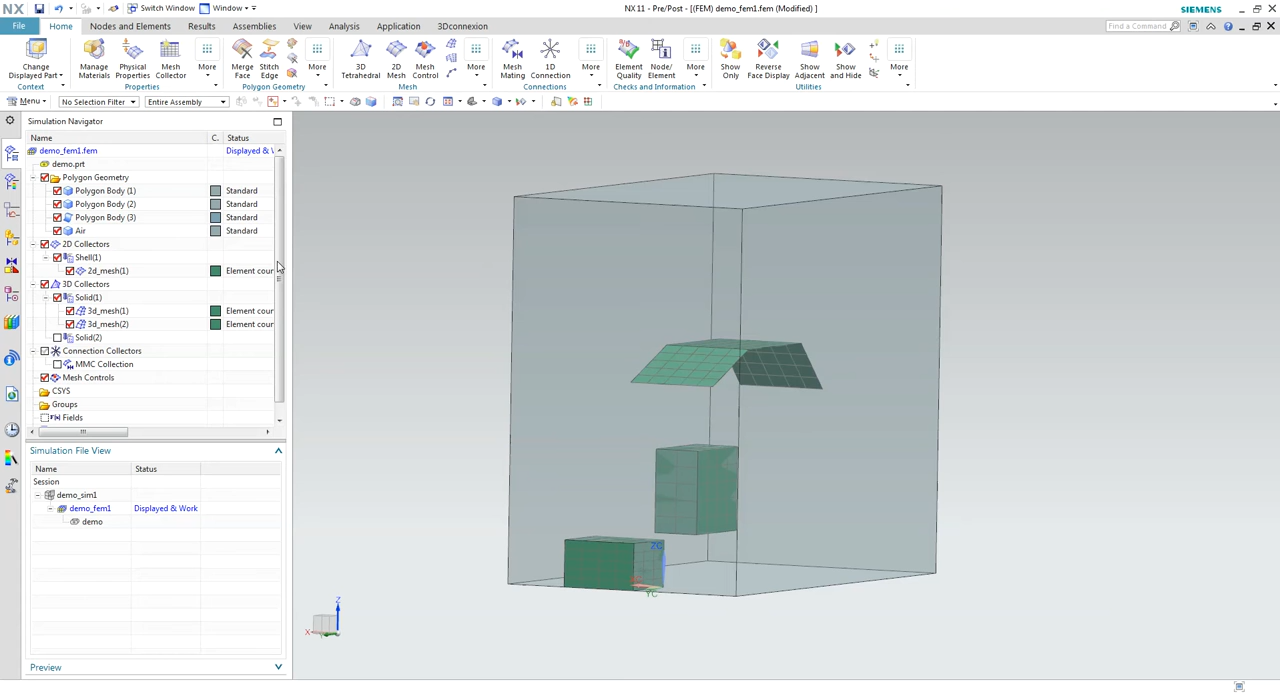 NX Switch Window Window NX 11 - Pre/Post - [(FEM) demo_fem1.fem (Modified) ] SIEMENS
File Home Nodes and Elements Results Assemblies View Analysis Application 3Dconnexion Find a Command
Change Displayed Part Manage Materials Physical Properties Mesh Collector More Merge Face Stitch Edge More 3D Tetrahedral 2D Mesh Mesh Control More Mesh Mating 1D Connection More Element Quality Node/Element More Show Only Reverse Face Display Show Adjacent Show and Hide More
Context Properties Polygon Geometry Mesh Connections Checks and Information Utilities
Menu No Selection Filter Entire Assembly
Simulation Navigator
Name C. Status
demo_fem1.fem Displayed & W
demo.prt
Polygon Geometry
Polygon Body (1) Standard
Polygon Body (2) Standard
Polygon Body (3) Standard
Air Standard
2D Collectors
Shell(1)
2d_mesh(1) Element coun
3D Collectors
Solid(1)
3d_mesh(1) Element coun
3d_mesh(2) Element coun
Solid(2)
Connection Collectors
MMC Collection
Mesh Controls
CSYS
Groups
Fields
Simulation File View
Name Status
Session
demo_sim1
demo_fem1 Displayed & Work
demo
Preview
ZC
YC
Z
X